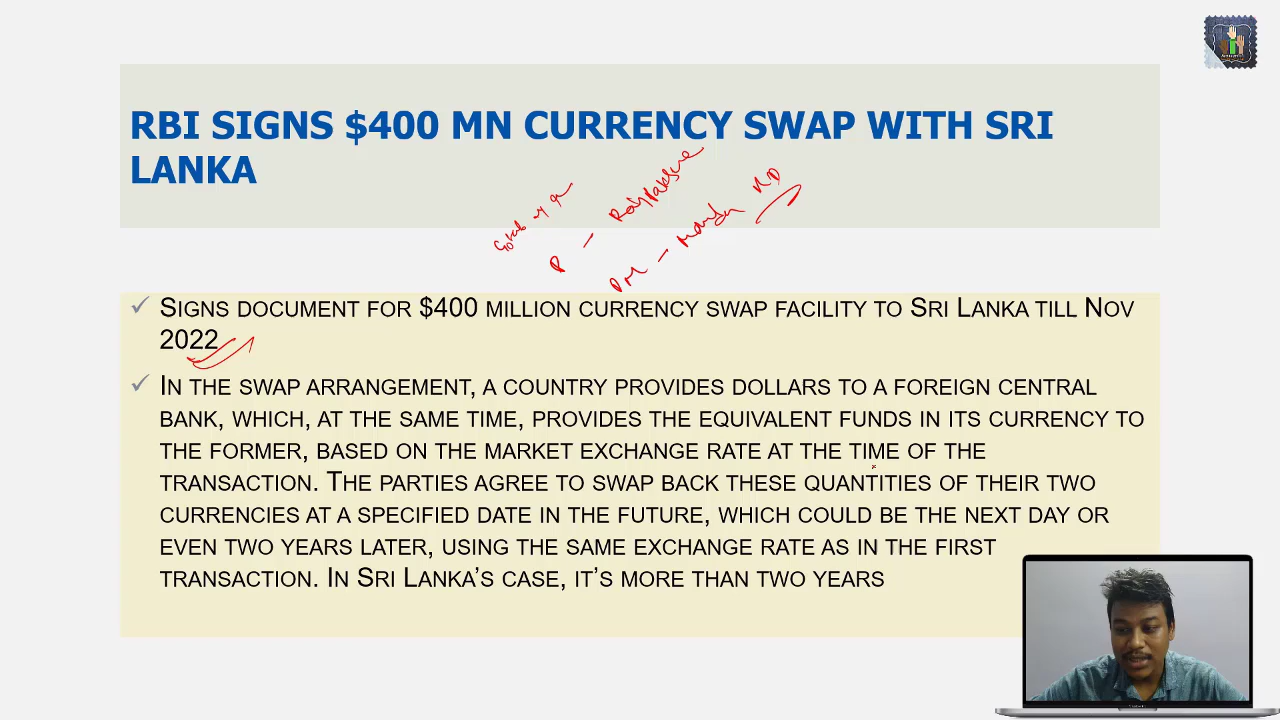 RBI SIGNS $400 MN CURRENCY SWAP WITH SRI
LANKA
P - Rajpakshe
PM -
SIGNS DOCUMENT FOR $400 MILLION CURRENCY SWAP FACILITY TO SRI LANKA TILL NOV
2022
IN THE SWAP ARRANGEMENT, A COUNTRY PROVIDES DOLLARS TO A FOREIGN CENTRAL
BANK, WHICH, AT THE SAME TIME, PROVIDES THE EQUIVALENT FUNDS IN ITS CURRENCY TO
THE FORMER, BASED ON THE MARKET EXCHANGE RATE AT THE TIME OF THE
TRANSACTION. THE PARTIES AGREE TO SWAP BACK THESE QUANTITIES OF THEIR TWO
CURRENCIES AT A SPECIFIED DATE IN THE FUTURE, WHICH COULD BE THE NEXT DAY OR
EVEN TWO YEARS LATER, USING THE SAME EXCHANGE RATE AS IN THE FIRST
TRANSACTION. IN SRI LANKA’S CASE, IT’S MORE THAN TWO YEARS